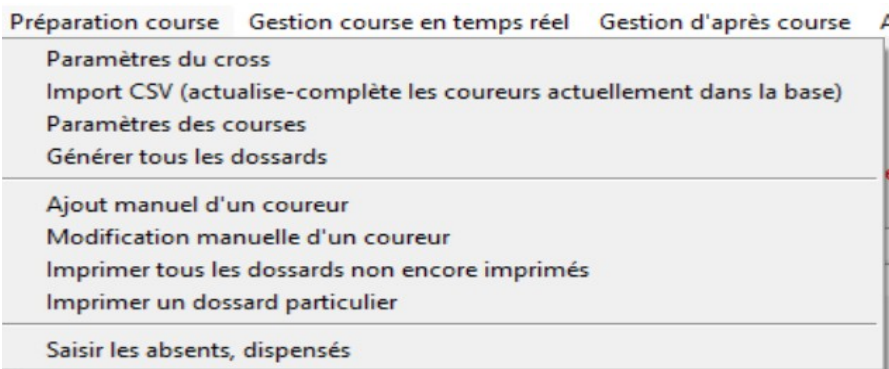 Préparation course Gestion course en temps réel Gestion d'après course
Paramètres du cross
Import CSV (actualise-complète les coureurs actuellement dans la base)
Paramètres des courses
Générer tous les dossards
Ajout manuel d'un coureur
Modification manuelle d'un coureur
Imprimer tous les dossards non encore imprimés
Imprimer un dossard particulier
Saisir les absents, dispensés